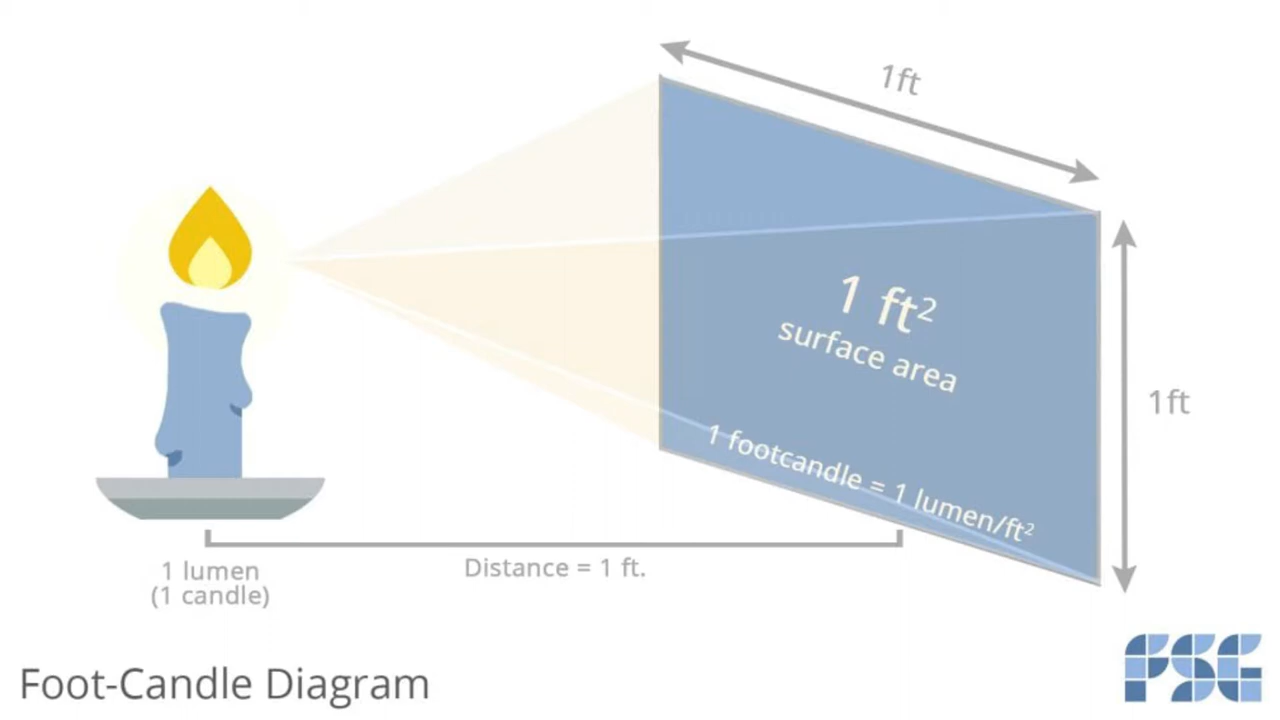 1ft
1 ft²
surface area
1ft
1 footcandle = 1 lumen/ft²
Distance = 1 ft.
1 lumen
(1 candle)
Foot-Candle Diagram
FSG